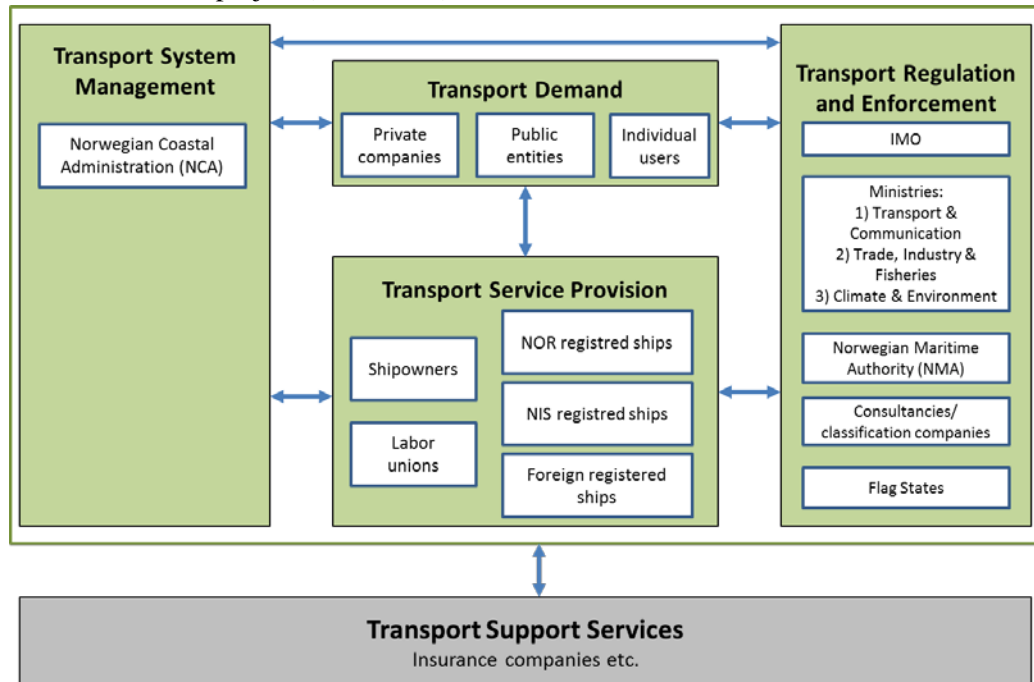 Transport System
Management
Norwegian Coastal
Administration (NCA)
Transport Demand
Private
companies
Public
entities
Individual
users
Transport Service Provision
Shipowners
Labor
unions
NOR registred ships
NIS registred ships
Foreign registered
ships
Transport Regulation
and Enforcement
IMO
Ministries:
1) Transport &
Communication
2) Trade, Industry &
Fisheries
3) Climate & Environment
Norwegian Maritime
Authority (NMA)
Consultancies/
classification companies
Flag States
Transport Support Services
Insurance companies etc.